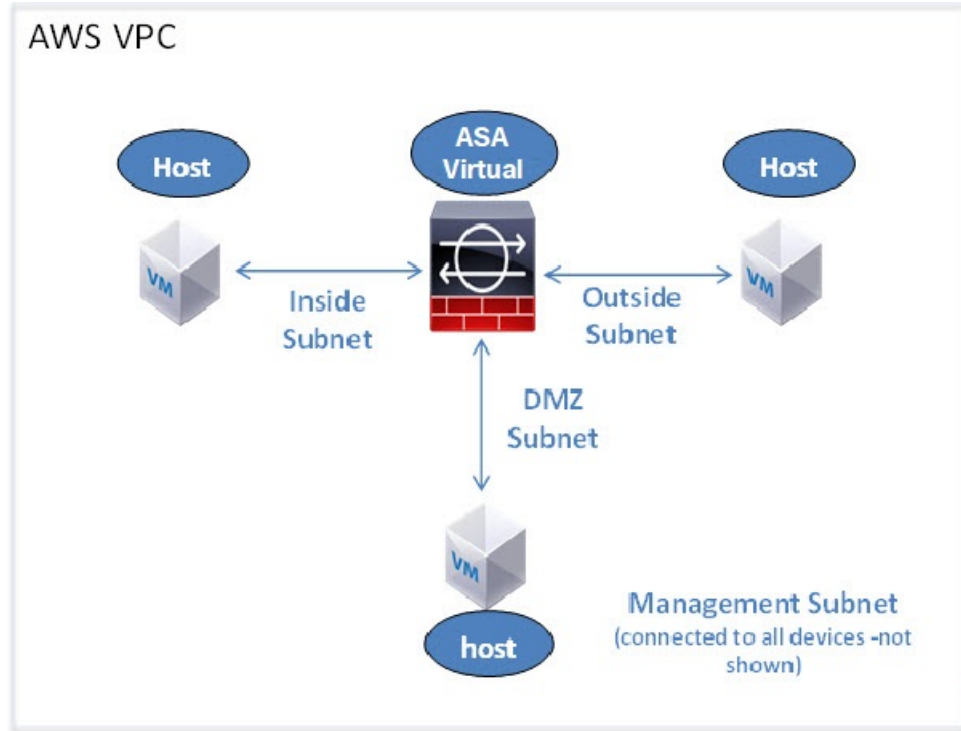 AWS VPC
Host
ASA
Virtual
Host
VM
VM
Inside
Subnet
Outside
Subnet
DMZ
Subnet
VM
host
Management Subnet
(connected to all devices -not
shown)